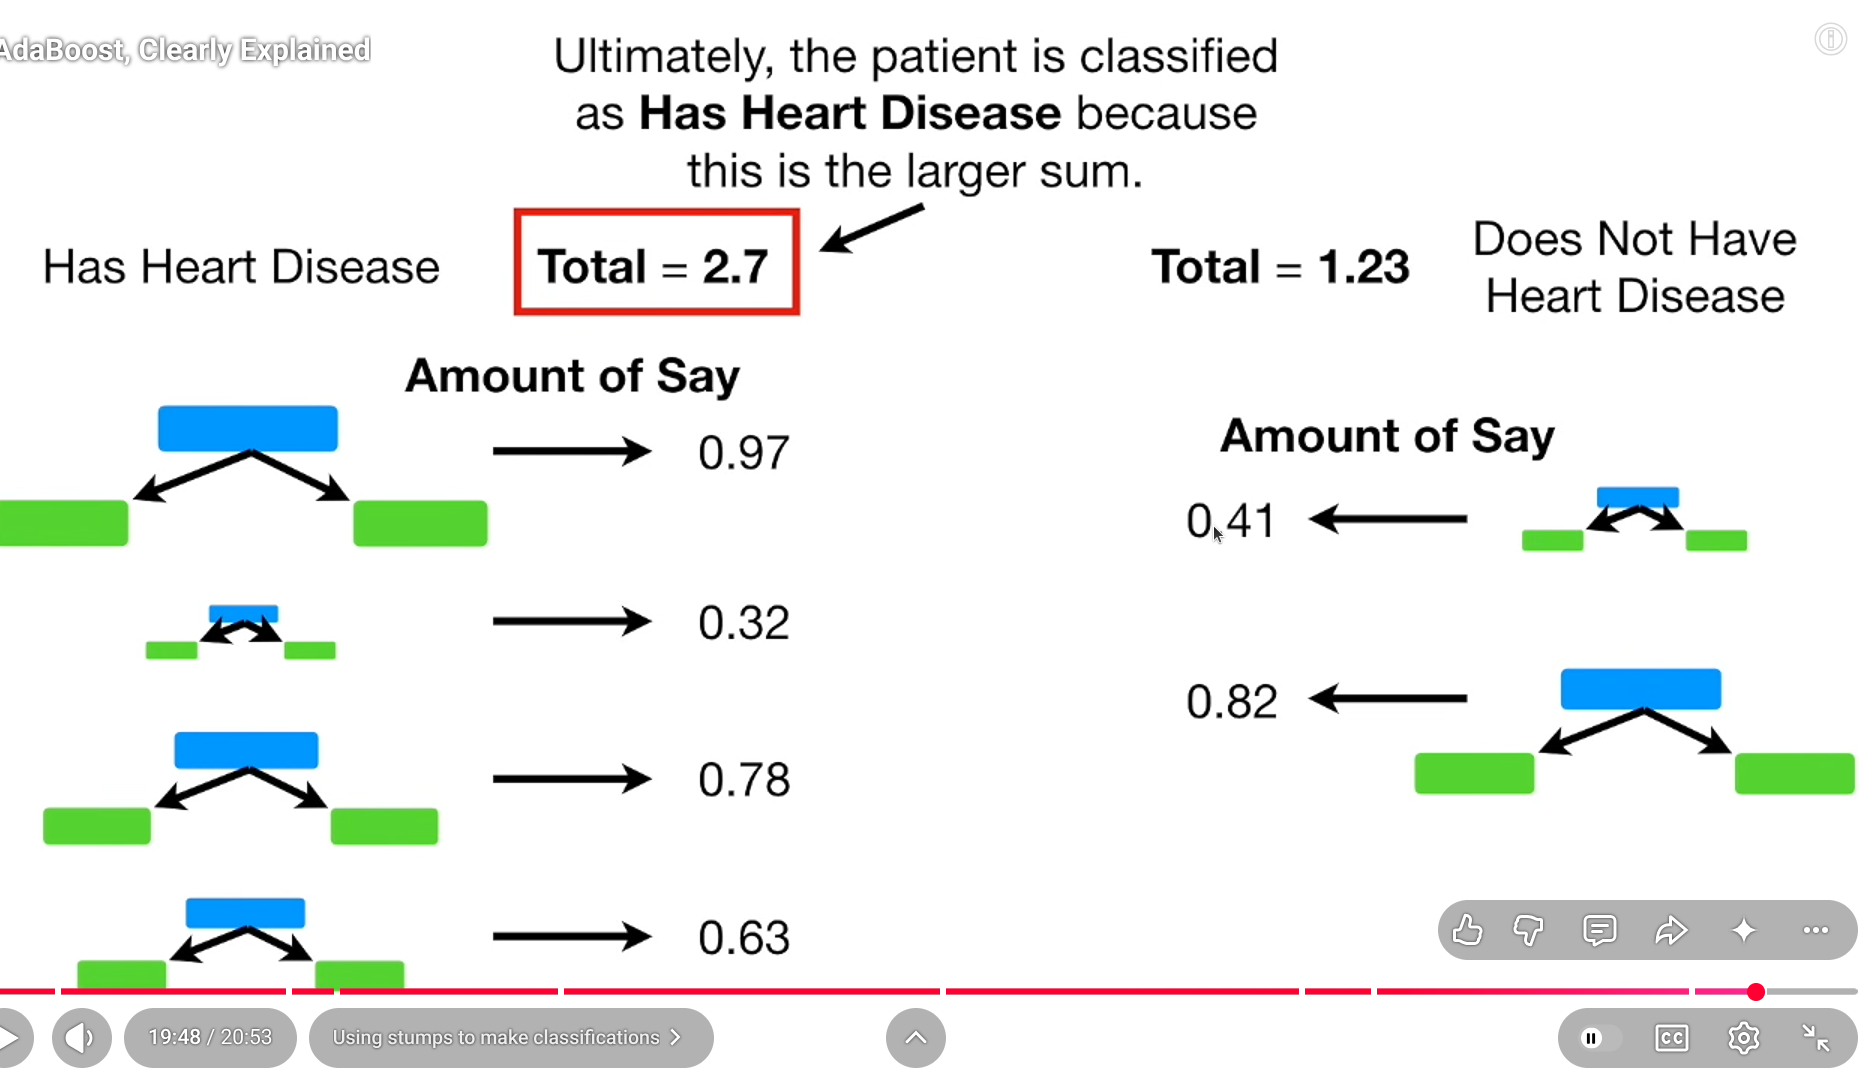 AdaBoost, Clearly Explained
Ultimately, the patient is classified
as Has Heart Disease because
this is the larger sum.
Has Heart Disease
Total = 2.7
Total = 1.23
Does Not Have
Heart Disease
Amount of Say
0.97
0.32
0.78
0.63
Amount of Say
0.41
0.82
19:48 / 20:53
Using stumps to make classifications
CC